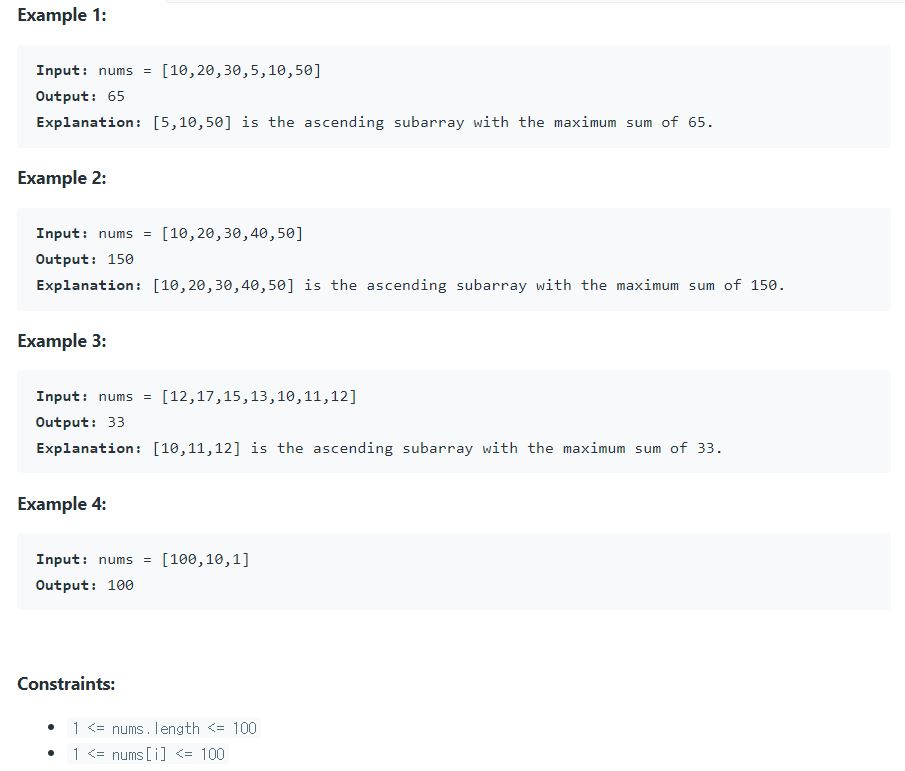 Example 1:
Input: nums = [10,20,30,5,10,50]
Output: 65
Explanation: [5,10,50] is the ascending subarray with the maximum sum of 65.
Example 2:
Input: nums = [10,20,30,40,50]
Output: 150
Explanation: [10,20,30,40,50] is the ascending subarray with the maximum sum of 150.
Example 3:
Input: nums = [12,17,15,13,10,11,12]
Output: 33
Explanation: [10,11,12] is the ascending subarray with the maximum sum of 33.
Example 4:
Input: nums = [100,10,1]
Output: 100
Constraints:
• 1 <= nums.length <= 100
• 1 <= nums[i] <= 100